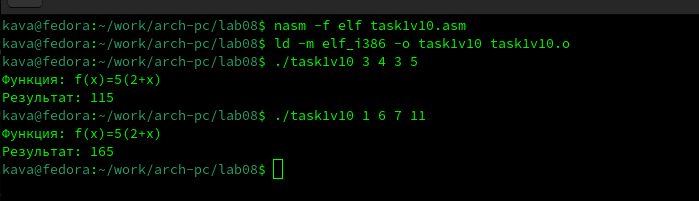 kava@fedora:~/work/arch-pc/lab08$ nasm -f elf task1v10.asm
kava@fedora:~/work/arch-pc/lab08$ ld -m elf_i386 -o task1v10 task1v10.o
kava@fedora:~/work/arch-pc/lab08$ ./task1v10 3 4 3 5
Функция: f(x)=5(2+x)
Результат: 115
kava@fedora:~/work/arch-pc/lab08$ ./task1v10 1 6 7 11
Функция: f(x)=5(2+x)
Результат: 165
kava@fedora:~/work/arch-pc/lab08$